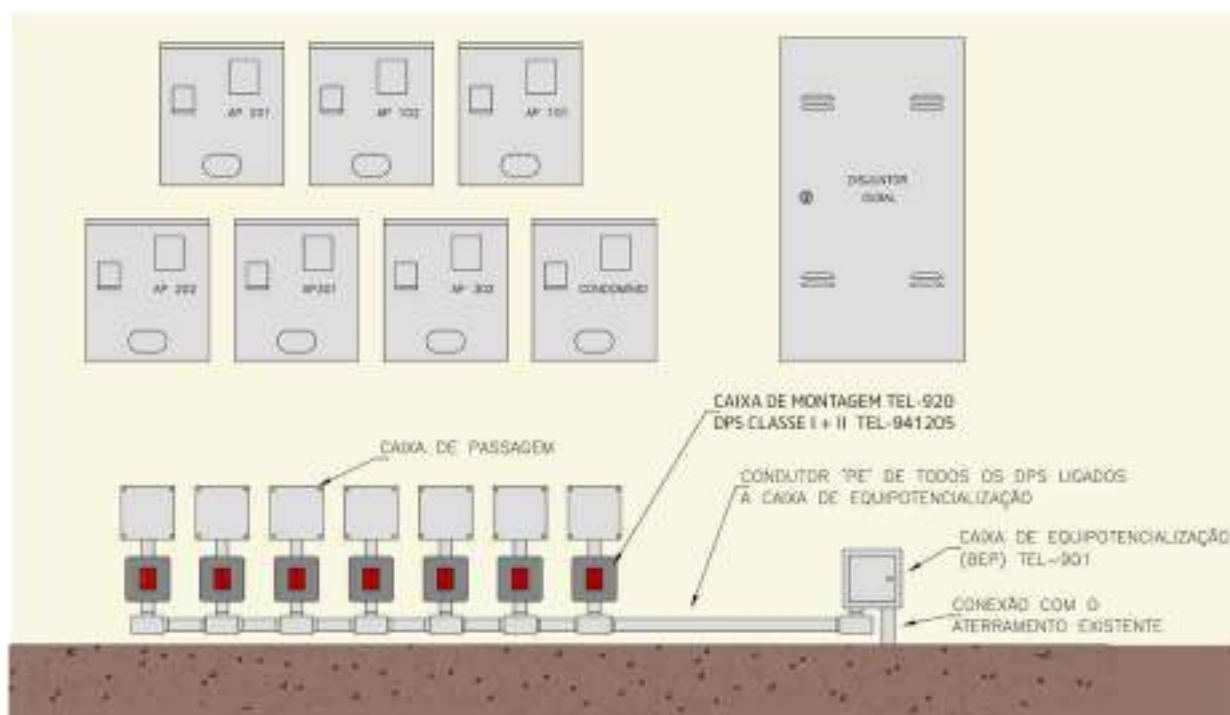 AP 201
AP 102
AP 101
DISJUNTOR
GERAL
AP 202
AP301
AP 302
CONDOMÍNIO
CAIXA DE MONTAGEM TEL-920
DPS CLASSE I + II TEL-941205
CAIXA DE PASSAGEM
CONDUTOR "PE" DE TODOS OS DPS LIGADOS
A CAIXA DE EQUIPOTENCIALIZAÇÃO
CAIXA DE EQUIPOTENCIALIZAÇÃO
(BEP) TEL-901
CONEXÃO COM O
ATERRAMENTO EXISTENTE